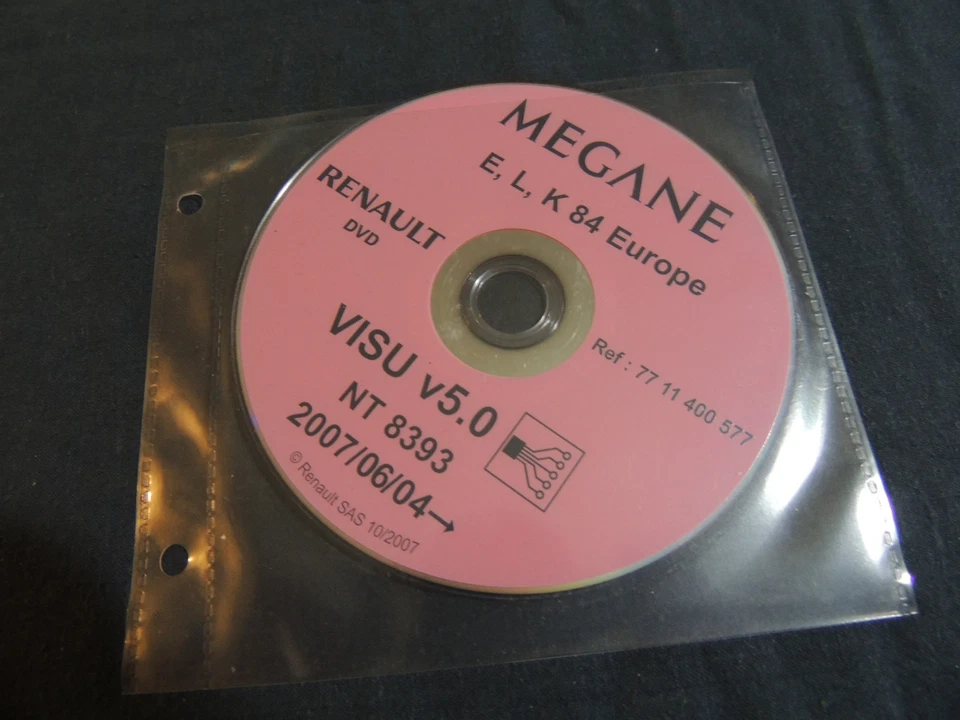 MEGANE
E, L, K 84 Europe
RENAULT
DVD
Ref : 77 11 400 577
VISU v5.0
NT 8393
2007/06/04→
© Renault SAS 10/2007